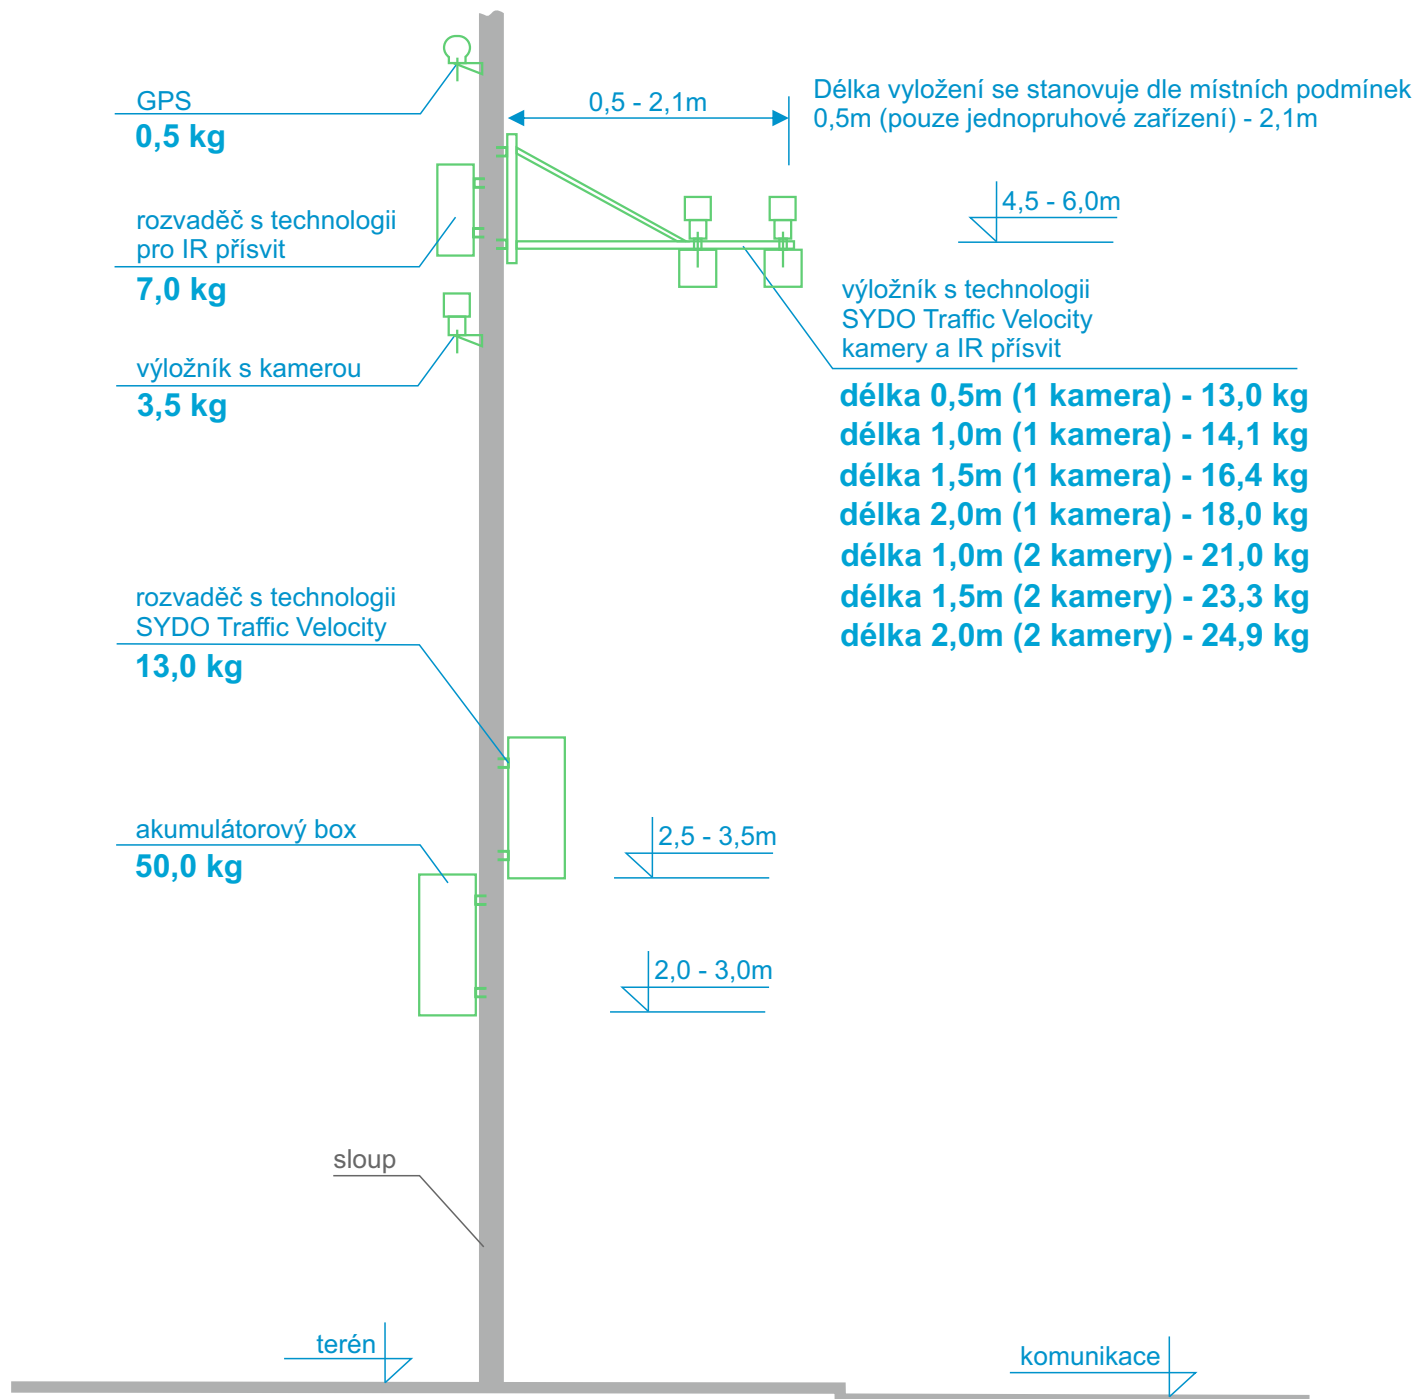 GPS
0,5 kg
0,5 - 2,1m
Délka vyložení se stanovuje dle místních podmínek
0,5m (pouze jednopruhové zařízení) - 2,1m
rozvaděč s technologii
pro IR přísvit
7,0 kg
4,5 - 6,0m
výložník s kamerou
3,5 kg
výložník s technologii
SYDO Traffic Velocity
kamery a IR přísvit
délka 0,5m (1 kamera) - 13,0 kg
délka 1,0m (1 kamera) - 14,1 kg
délka 1,5m (1 kamera) - 16,4 kg
délka 2,0m (1 kamera) - 18,0 kg
délka 1,0m (2 kamery) - 21,0 kg
délka 1,5m (2 kamery) - 23,3 kg
délka 2,0m (2 kamery) - 24,9 kg
rozvaděč s technologii
SYDO Traffic Velocity
13,0 kg
akumulátorový box
50,0 kg
2,5 - 3,5m
2,0 - 3,0m
sloup
terén
komunikace